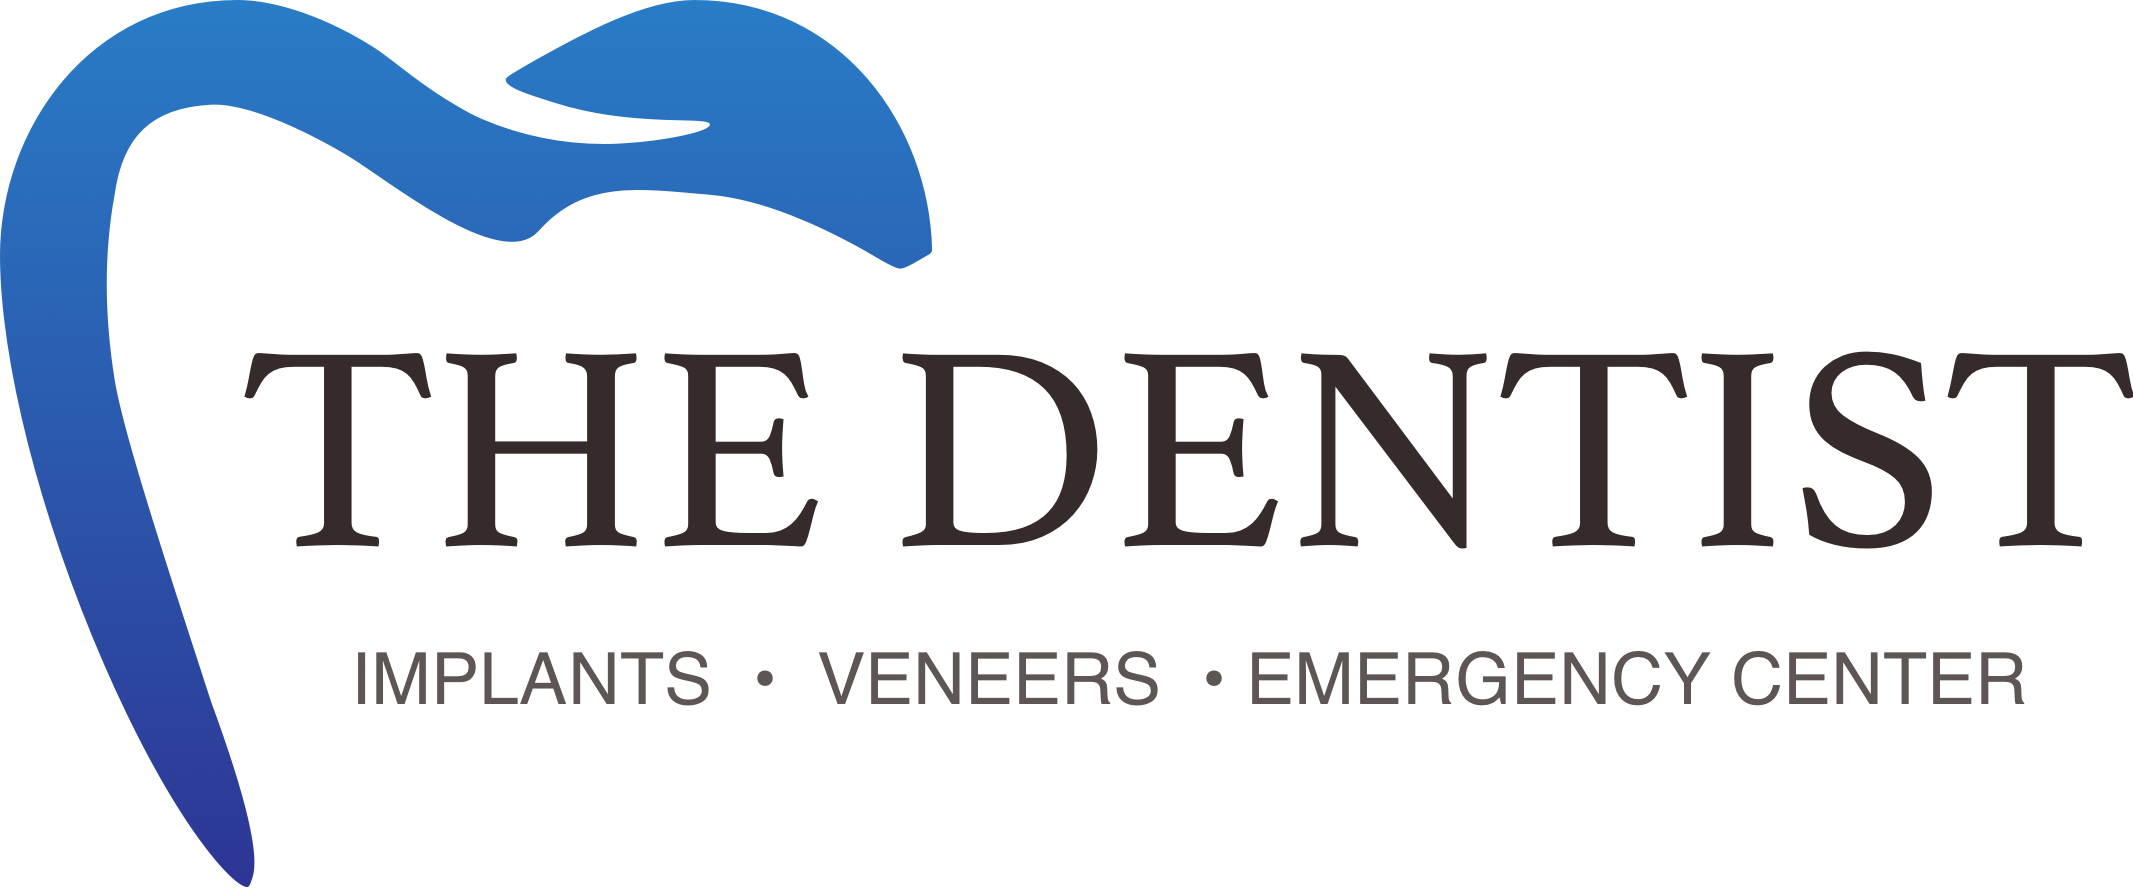 THE DENTIST
IMPLANTS • VENEERS • EMERGENCY CENTER